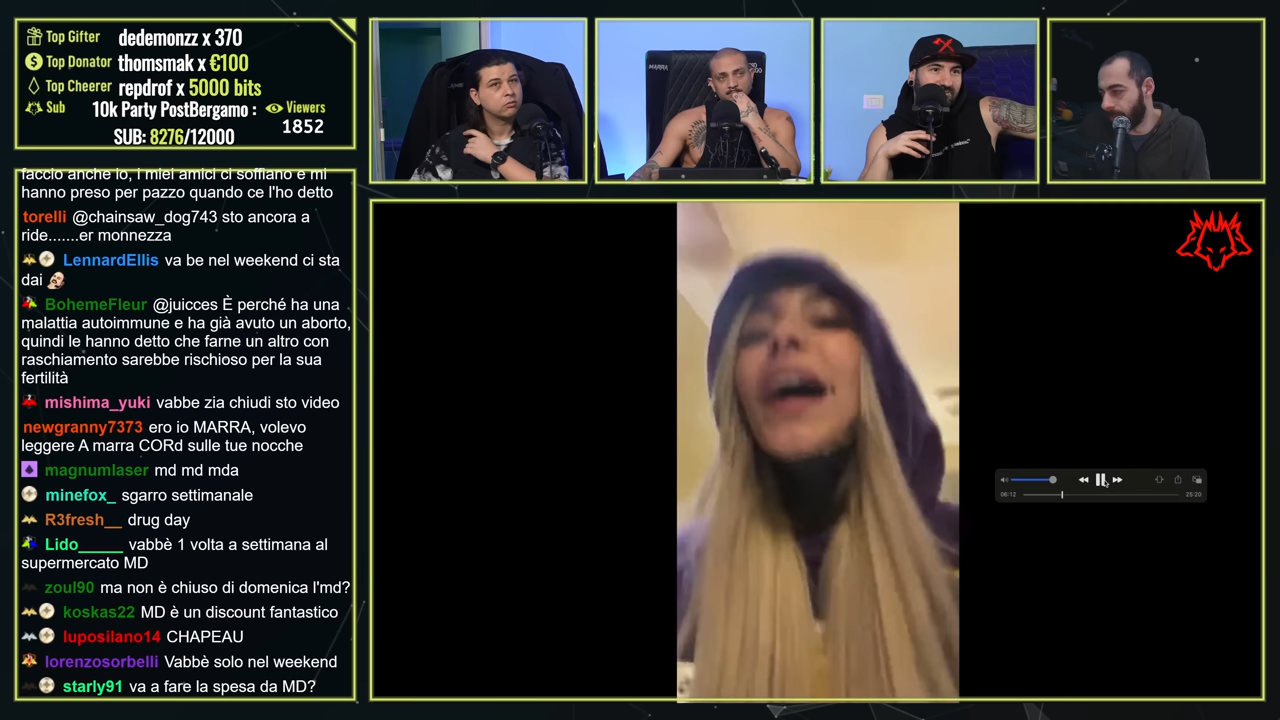 Top Gifter dedemonzz x 370
Top Donator thomsmak x €100
Top Cheerer repdrof x 5000 bits
Sub 10k Party PostBergamo : Viewers
SUB: 8276/12000 1852
faccio anche io, i miei amici ci soffiano e mi
hanno preso per pazzo quando ce l'ho detto
torelli @chainsaw_dog743 sto ancora a
ride.......er monnezza
LennardEllis va be nel weekend ci sta
dai
BohemeFleur @juicces È perché ha una
malattia autoimmune e ha già avuto un aborto,
quindi le hanno detto che farne un altro con
raschiamento sarebbe rischioso per la sua
fertilità
mishima_yuki vabbe zia chiudi sto video
newgranny7373 ero io MARRA, volevo
leggere A marra CORd sulle tue nocche
magnumlaser md md mda
minefox_ sgarro settimanale
R3fresh__ drug day
Lido_____ vabbè 1 volta a settimana al
supermercato MD
zoul90 ma non è chiuso di domenica l'md?
koskas22 MD è un discount fantastico
luposilano14 CHAPEAU
lorenzosorbelli Vabbè solo nel weekend
starly91 va a fare la spesa da MD?
MARRA
06:12 25:20